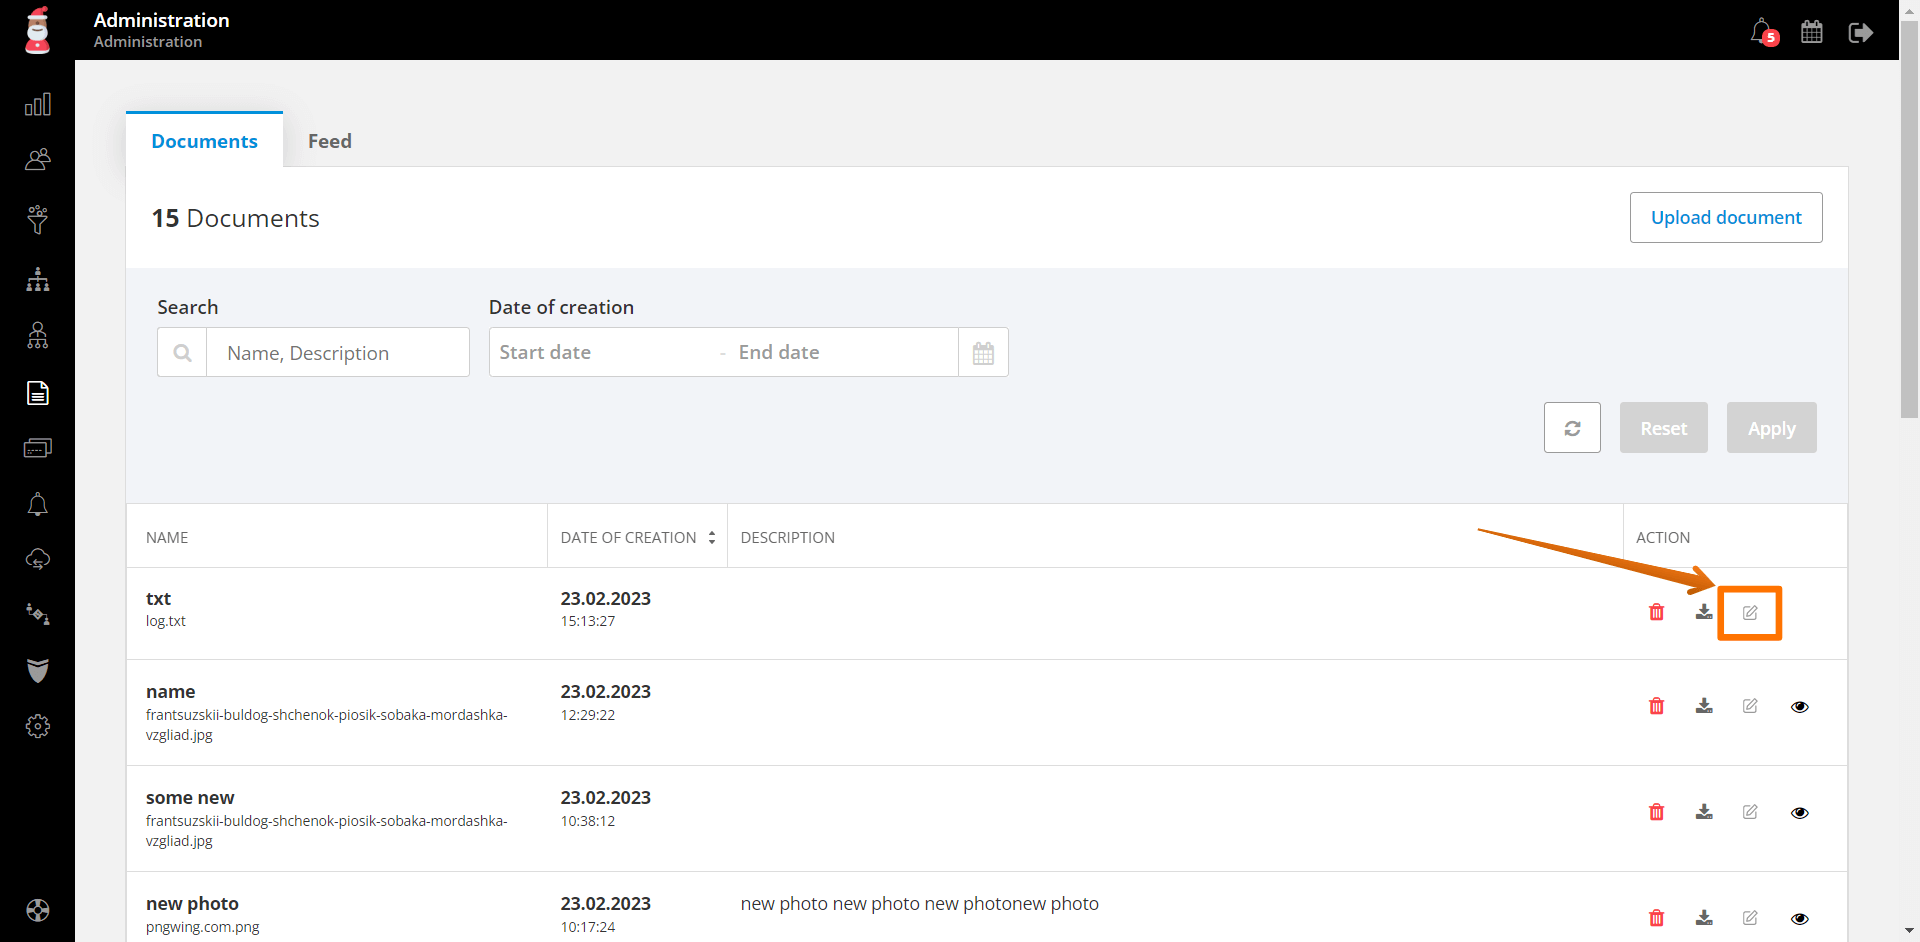 Administration
Administration
5
Documents
Feed
15 Documents
Upload document
Search
Date of creation
Name, Description
Start date - End date
Reset
Apply
NAME
DATE OF CREATION
DESCRIPTION
ACTION
txt
23.02.2023
log.txt
15:13:27
name
23.02.2023
frantsuzskii-buldog-shchenok-piosik-sobaka-mordashka-
12:29:22
vzgliad.jpg
some new
23.02.2023
frantsuzskii-buldog-shchenok-piosik-sobaka-mordashka-
10:38:12
vzgliad.jpg
new photo
23.02.2023
new photo new photo new photonew photo
pngwing.com.png
10:17:24